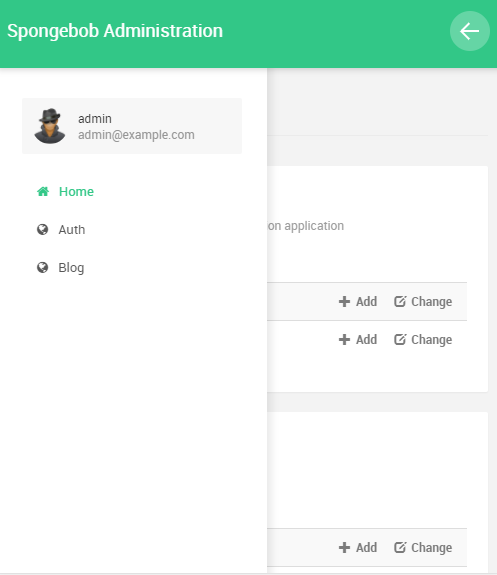 Spongebob Administration
admin
admin@example.com
Home
Auth
Blog
on application
Add Change
Add Change
Add Change